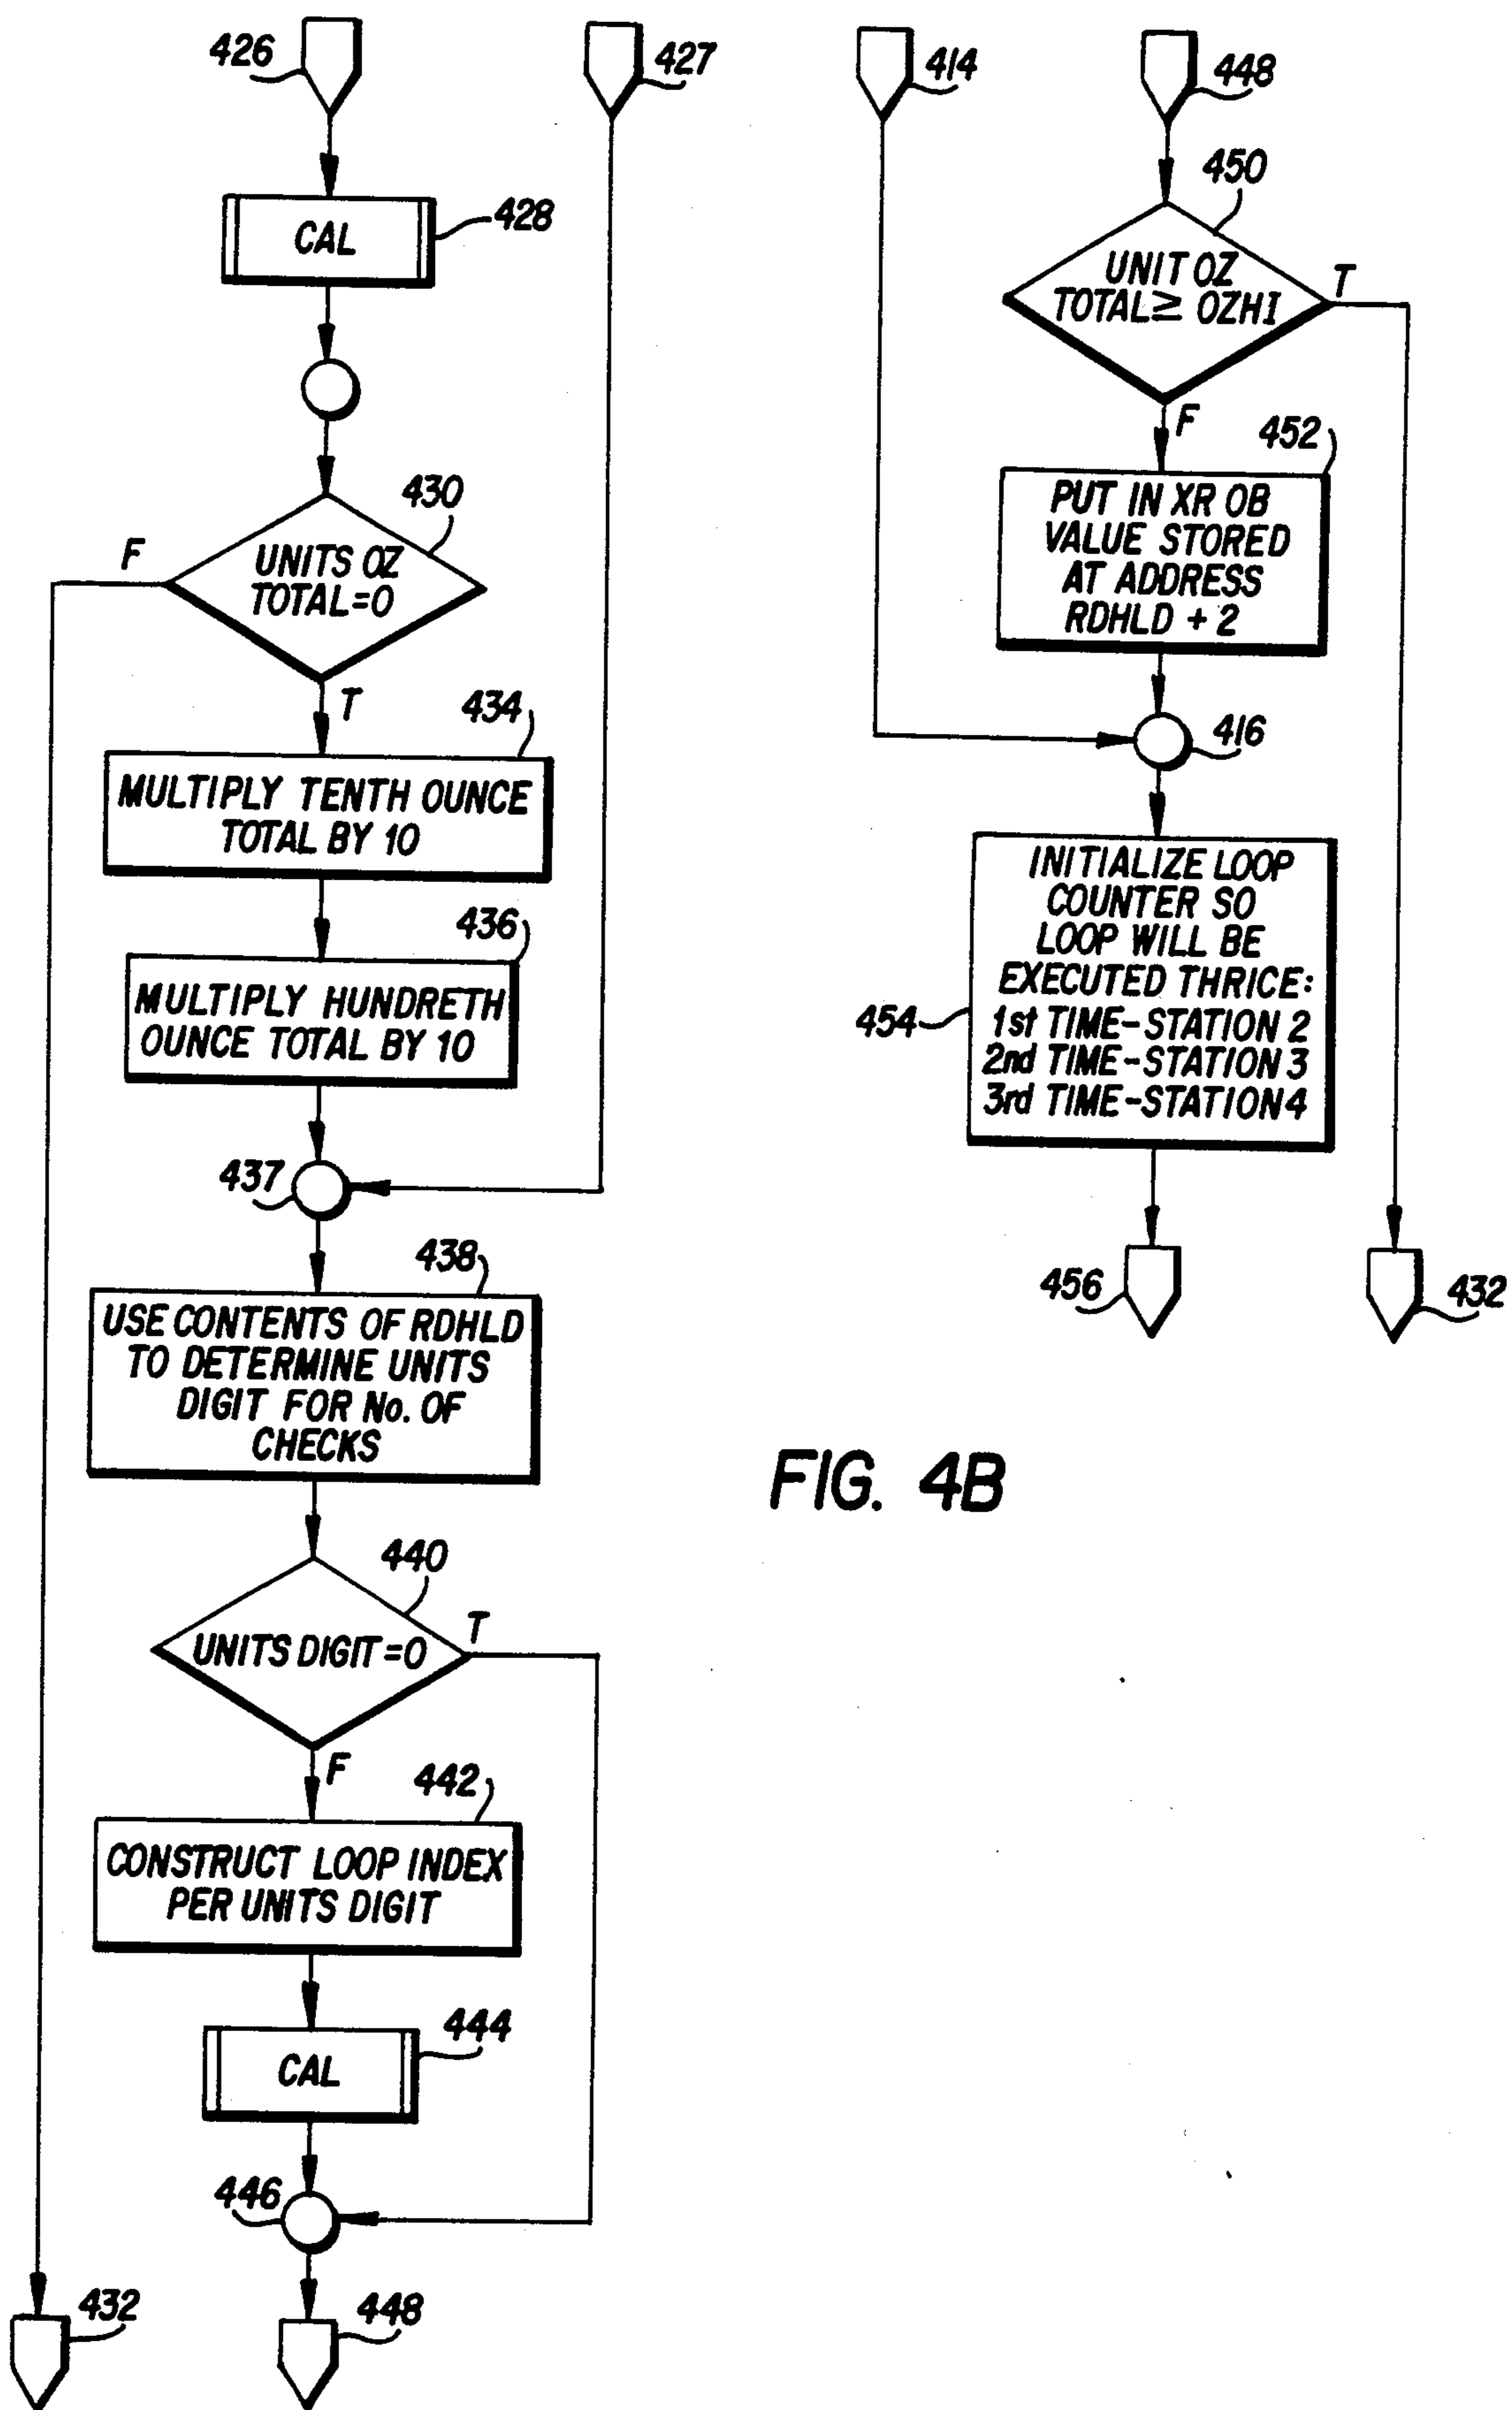 426
427
428
CAL
430
F
UNITS OZ
TOTAL=0
T
434
MULTIPLY TENTH OUNCE
TOTAL BY 10
436
MULTIPLY HUNDRETH
OUNCE TOTAL BY 10
437
438
USE CONTENTS OF RDHLD
TO DETERMINE UNITS
DIGIT FOR No. OF
CHECKS
440
T
UNITS DIGIT=0
F
442
CONSTRUCT LOOP INDEX
PER UNITS DIGIT
444
CAL
446
432
448
414
448
450
UNIT OZ
TOTAL≥ OZHI
T
F
452
PUT IN XR OB
VALUE STORED
AT ADDRESS
RDHLD + 2
416
INITIALIZE LOOP
COUNTER SO
LOOP WILL BE
EXECUTED THRICE:
454
1st TIME-STATION 2
2nd TIME-STATION 3
3rd TIME-STATION 4
456
432
FIG. 4B